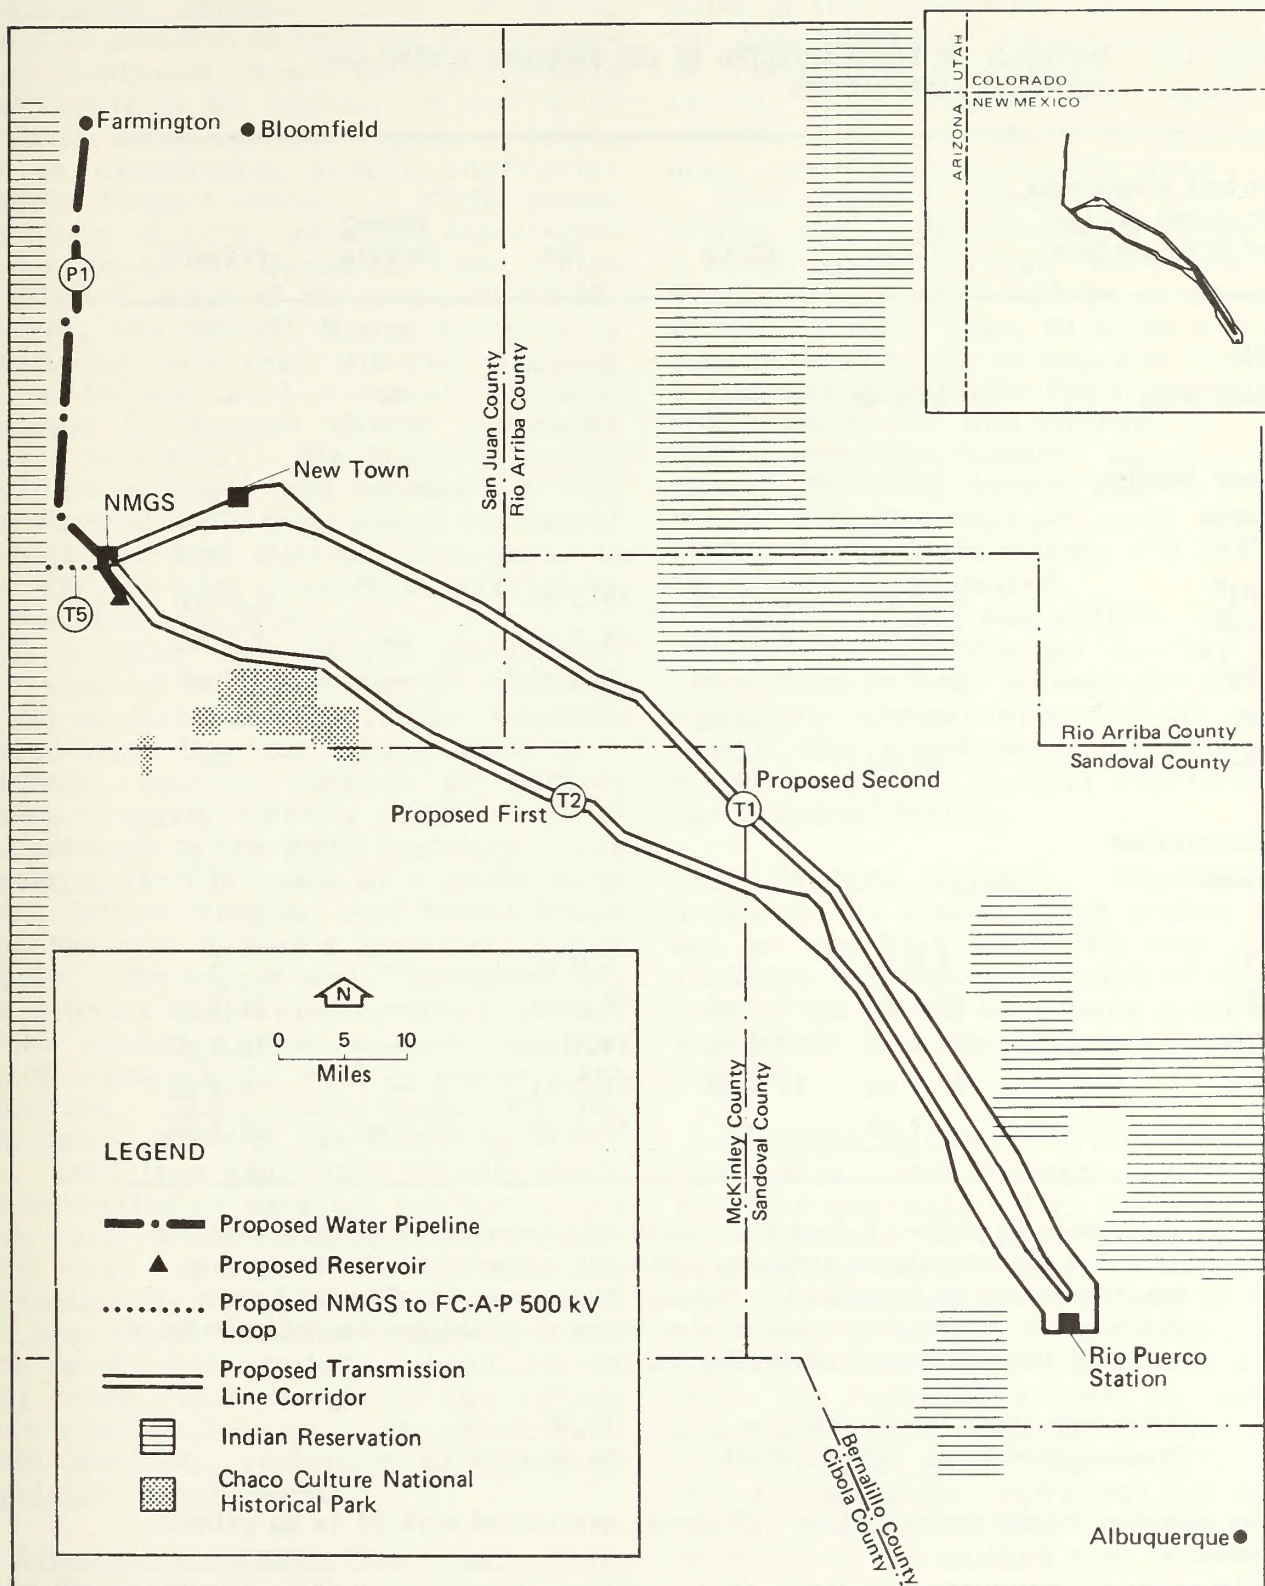 UTAH
COLORADO
ARIZONA
NEW MEXICO
Farmington
Bloomfield
P1
San Juan County
Rio Arriba County
New Town
NMGS
T5
Rio Arriba County
Sandoval County
Proposed Second
T1
Proposed First
T2
N
0 5 10
Miles
McKinley County
Sandoval County
LEGEND
Proposed Water Pipeline
Proposed Reservoir
Proposed NMGS to FC-A-P 500 kV
Loop
Proposed Transmission
Line Corridor
Indian Reservation
Chaco Culture National
Historical Park
Rio Puerco
Station
Bernalillo County
Cibola County
Albuquerque